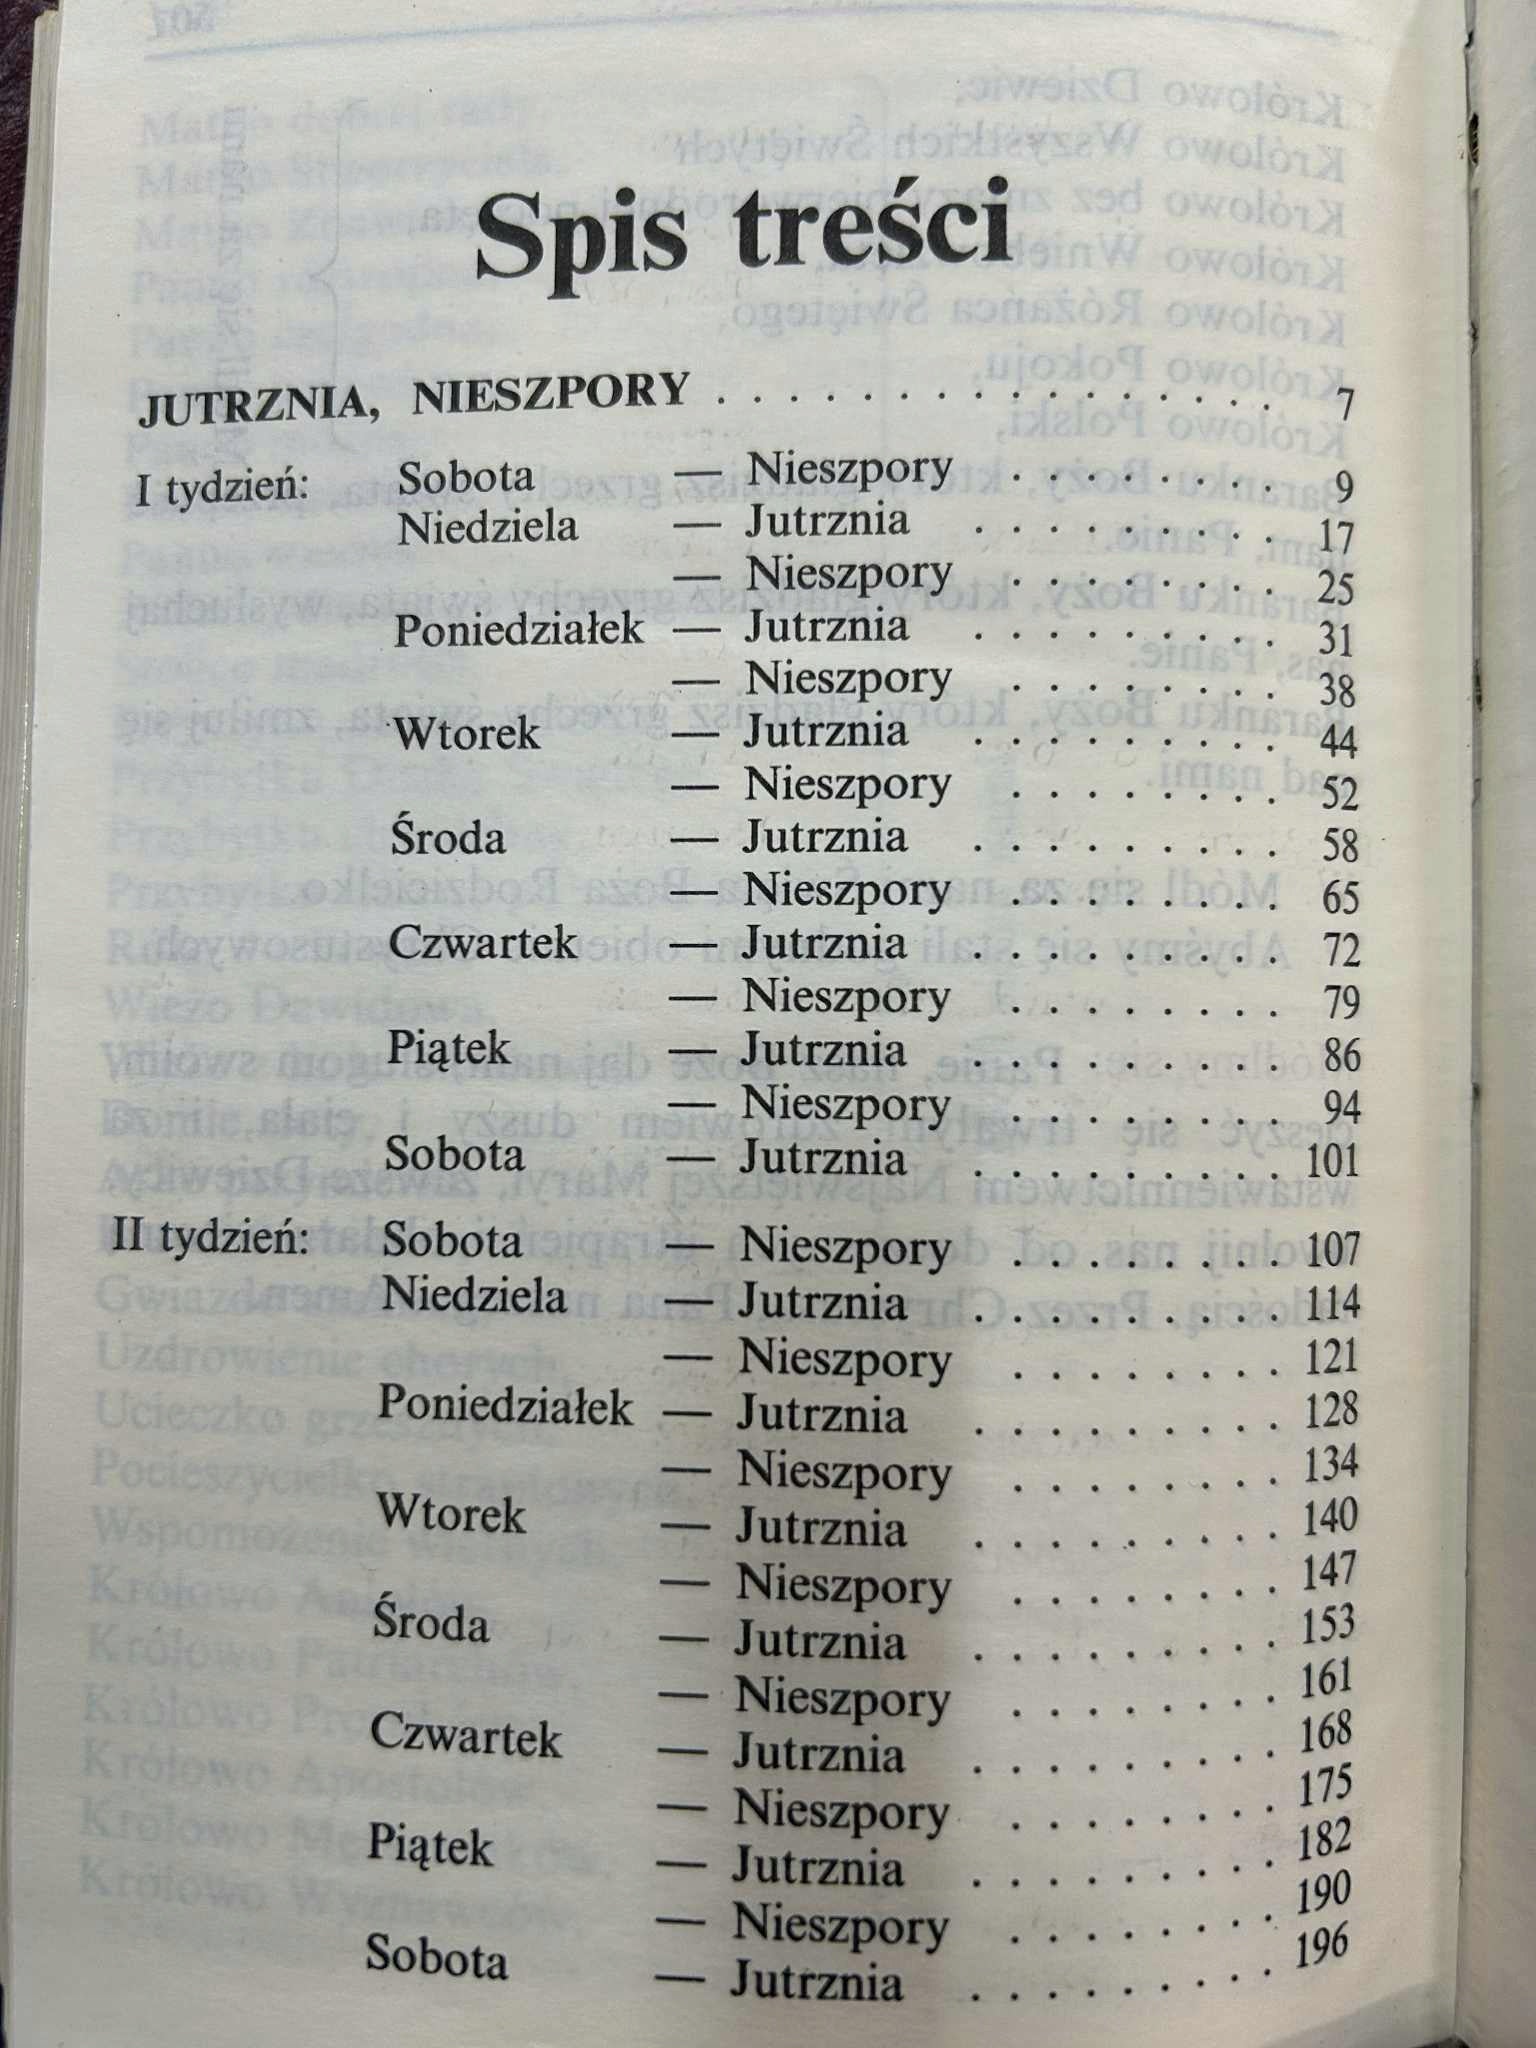 Spis treści
JUTRZNIA, NIESZPORY . . . . . . . . . . . . . . . . 7
I tydzień: Sobota — Nieszpory . . . . . . . . 9
Niedziela — Jutrznia . . . . . . . . . 17
— Nieszpory . . . . . . . . 25
Poniedziałek — Jutrznia . . . . . . . . . 31
— Nieszpory . . . . . . . . 38
Wtorek — Jutrznia . . . . . . . . . 44
— Nieszpory . . . . . . . . 52
Środa — Jutrznia . . . . . . . . . 58
— Nieszpory . . . . . . . . 65
Czwartek — Jutrznia . . . . . . . . . 72
— Nieszpory . . . . . . . . 79
Piątek — Jutrznia . . . . . . . . . 86
— Nieszpory . . . . . . . . 94
Sobota — Jutrznia . . . . . . . . . 101
II tydzień: Sobota — Nieszpory . . . . . . . . 107
Niedziela — Jutrznia . . . . . . . . . 114
— Nieszpory . . . . . . . . 121
Poniedziałek — Jutrznia . . . . . . . . . 128
— Nieszpory . . . . . . . . 134
Wtorek — Jutrznia . . . . . . . . . 140
— Nieszpory . . . . . . . . 147
Środa — Jutrznia . . . . . . . . . 153
— Nieszpory . . . . . . . . 161
Czwartek — Jutrznia . . . . . . . . . 168
— Nieszpory . . . . . . . . 175
Piątek — Jutrznia . . . . . . . . . 182
— Nieszpory . . . . . . . . 190
Sobota — Jutrznia . . . . . . . . . 196